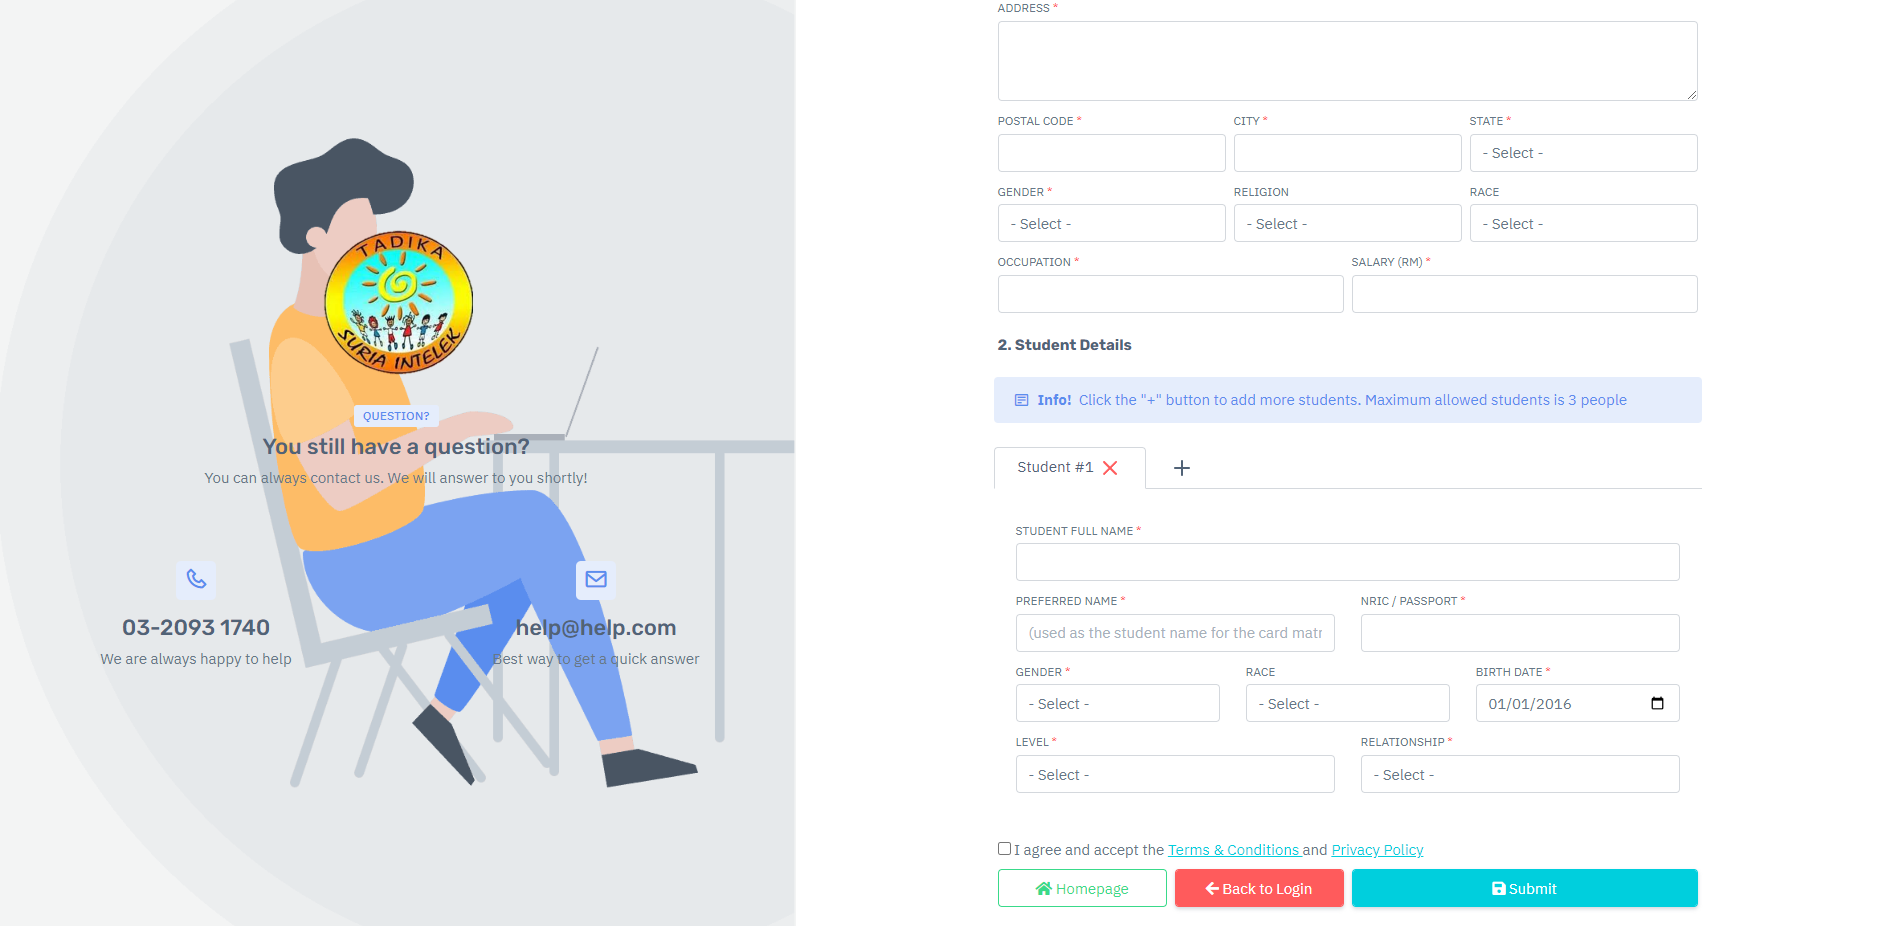 TADIKA
SURIA INTELEK
QUESTION?
You still have a question?
You can always contact us. We will answer to you shortly!
03-2093 1740
We are always happy to help
help@help.com
Best way to get a quick answer
ADDRESS *
POSTAL CODE *
CITY *
STATE *
- Select -
GENDER *
RELIGION
RACE
- Select -
- Select -
- Select -
OCCUPATION *
SALARY (RM) *
2. Student Details
Info! Click the "+" button to add more students. Maximum allowed students is 3 people
Student #1
STUDENT FULL NAME *
PREFERRED NAME *
NRIC / PASSPORT *
(used as the student name for the card matr
GENDER *
RACE
BIRTH DATE *
- Select -
- Select -
01/01/2016
LEVEL *
RELATIONSHIP *
- Select -
- Select -
I agree and accept the Terms & Conditions and Privacy Policy
Homepage
Back to Login
Submit